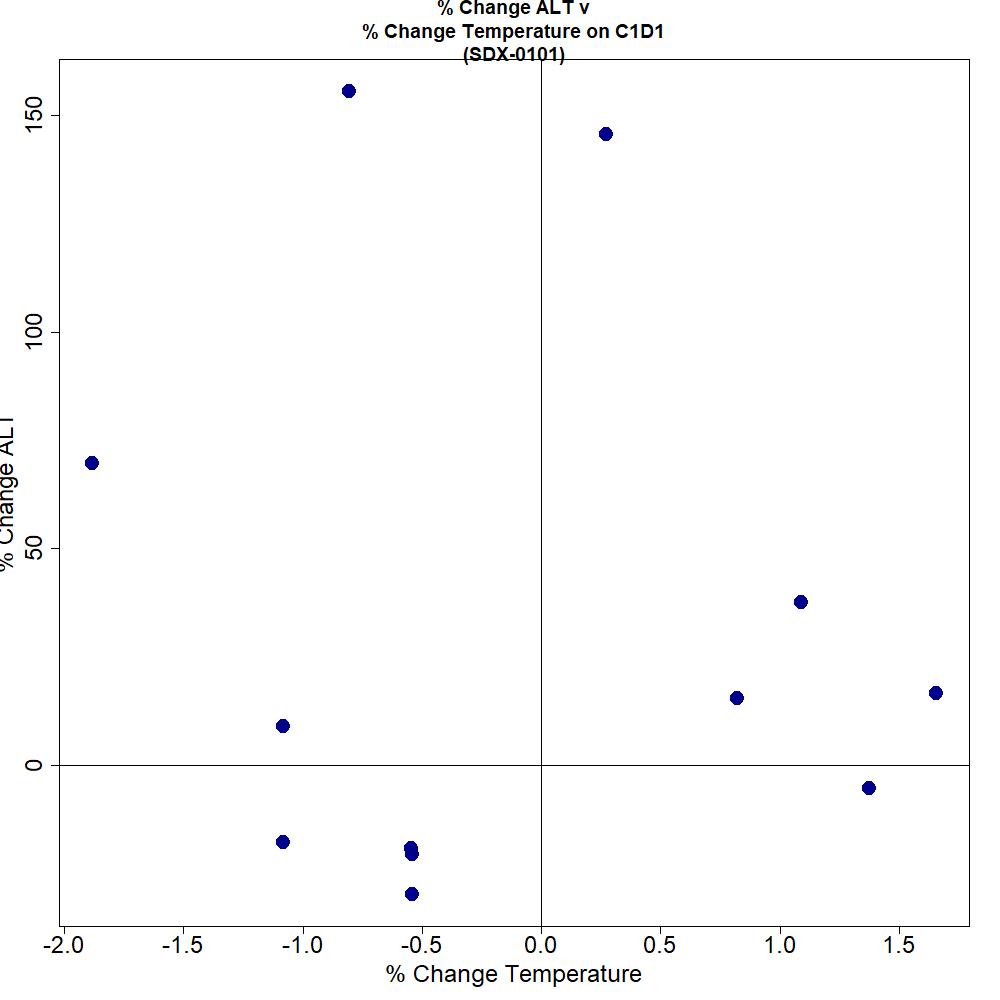 % Change ALT v
% Change Temperature on C1D1
(SDX-0101)
% Change ALT
150
100
50
0
-2.0 -1.5 -1.0 -0.5 0.0 0.5 1.0 1.5
% Change Temperature